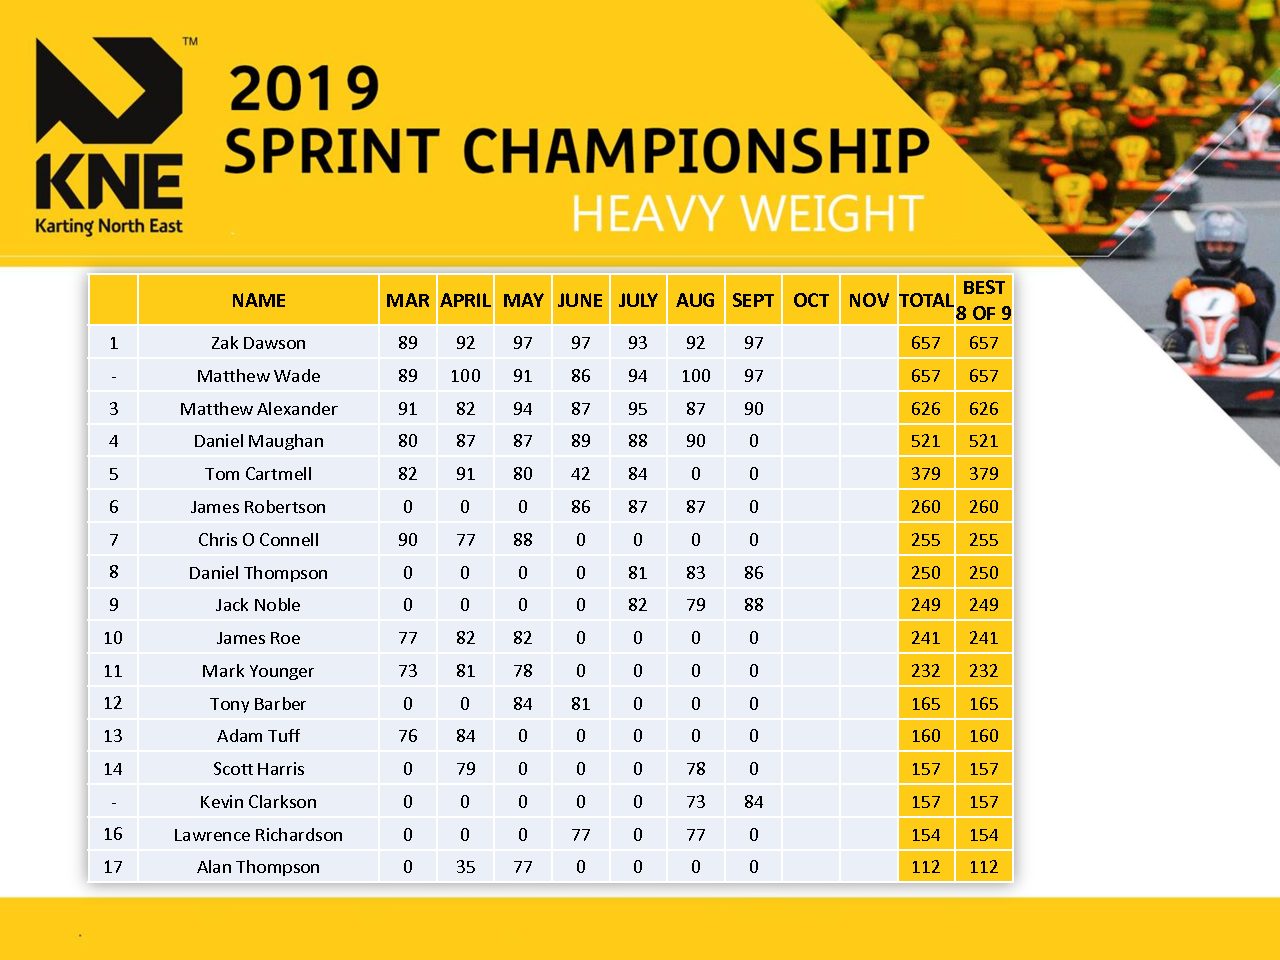 ™
KNE
Karting North East
2019
SPRINT CHAMPIONSHIP
HEAVY WEIGHT
NAME MAR APRIL MAY JUNE JULY AUG SEPT OCT NOV TOTAL BEST 8 OF 9
1 Zak Dawson 89 92 97 97 93 92 97 657 657
- Matthew Wade 89 100 91 86 94 100 97 657 657
3 Matthew Alexander 91 82 94 87 95 87 90 626 626
4 Daniel Maughan 80 87 87 89 88 90 0 521 521
5 Tom Cartmell 82 91 80 42 84 0 0 379 379
6 James Robertson 0 0 0 86 87 87 0 260 260
7 Chris O Connell 90 77 88 0 0 0 0 255 255
8 Daniel Thompson 0 0 0 0 81 83 86 250 250
9 Jack Noble 0 0 0 0 82 79 88 249 249
10 James Roe 77 82 82 0 0 0 0 241 241
11 Mark Younger 73 81 78 0 0 0 0 232 232
12 Tony Barber 0 0 84 81 0 0 0 165 165
13 Adam Tuff 76 84 0 0 0 0 0 160 160
14 Scott Harris 0 79 0 0 0 78 0 157 157
- Kevin Clarkson 0 0 0 0 0 73 84 157 157
16 Lawrence Richardson 0 0 0 77 0 77 0 154 154
17 Alan Thompson 0 35 77 0 0 0 0 112 112